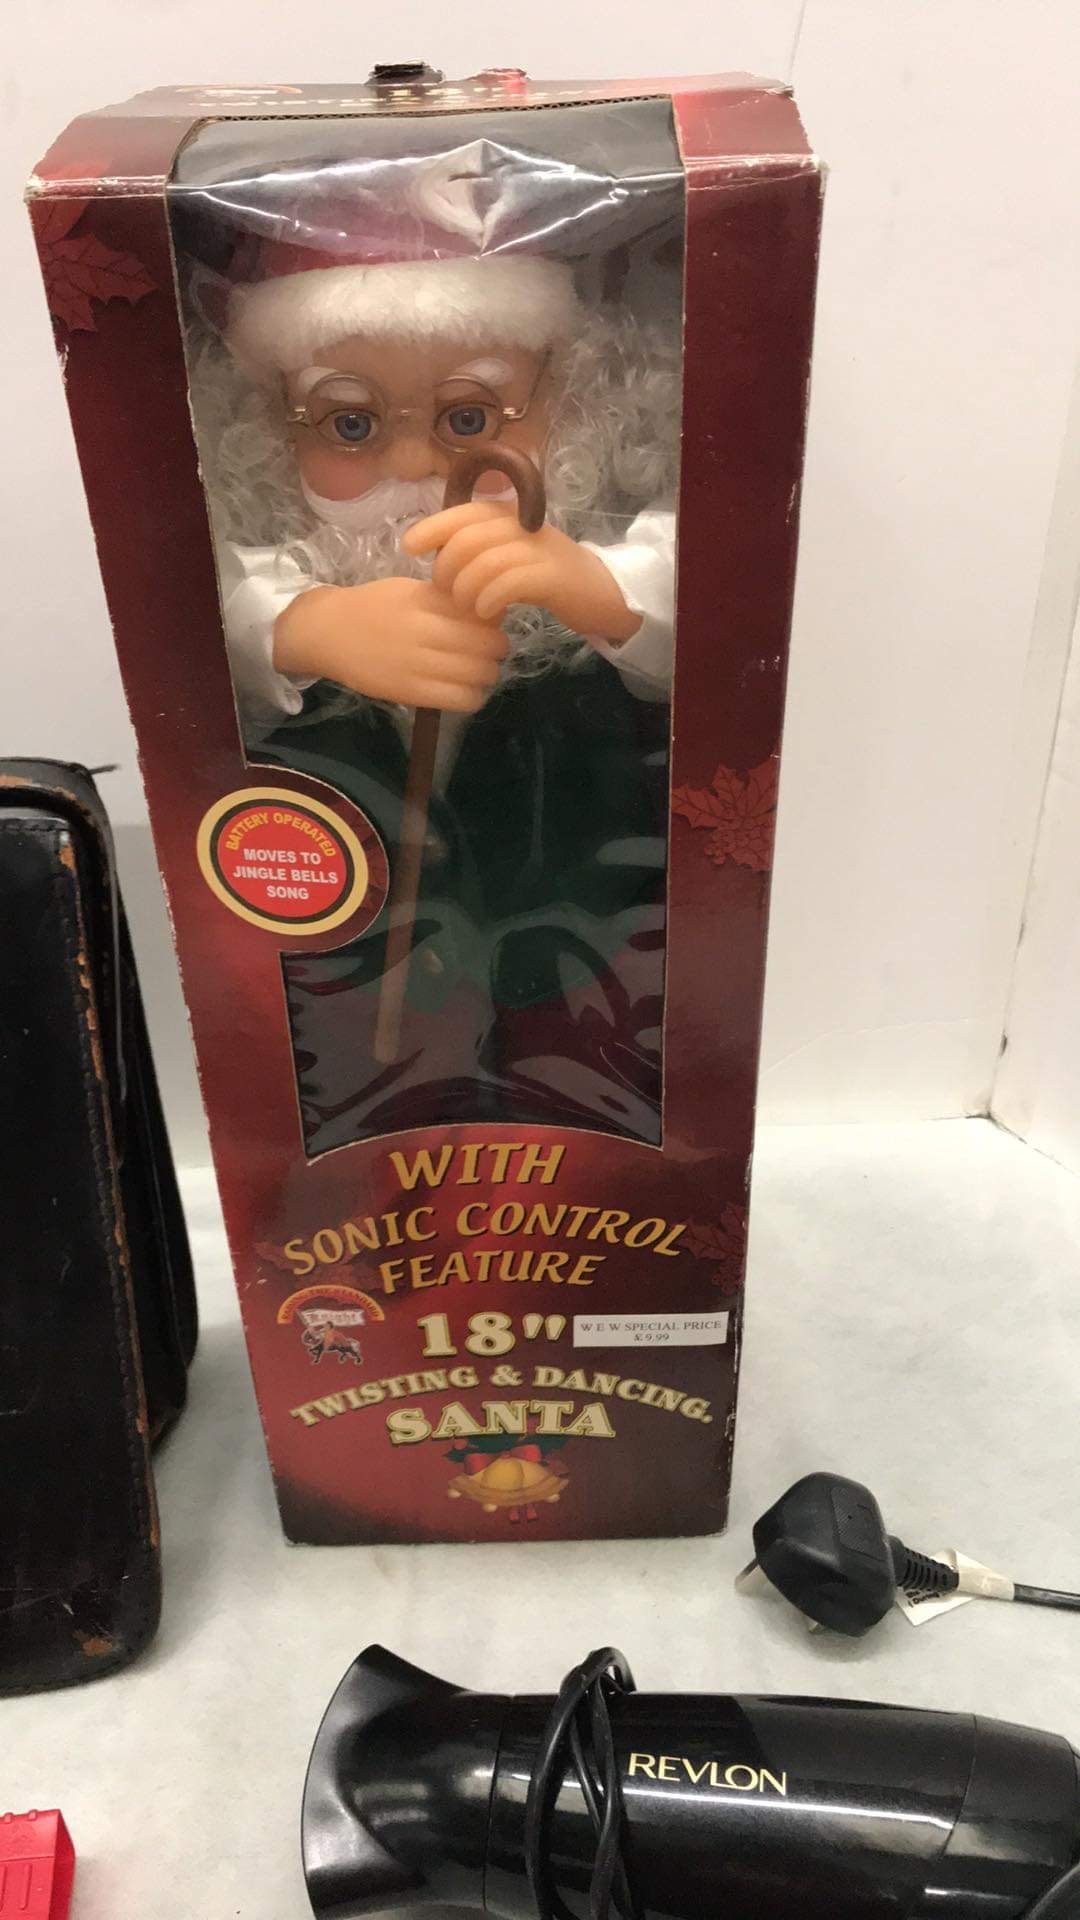 BATTERY OPERATED
MOVES TO
JINGLE BELLS
SONG
WITH
SONIC CONTROL
FEATURE
Knight
18"
W E W SPECIAL PRICE
£ 9.99
TWISTING & DANCING.
SANTA
REVLON